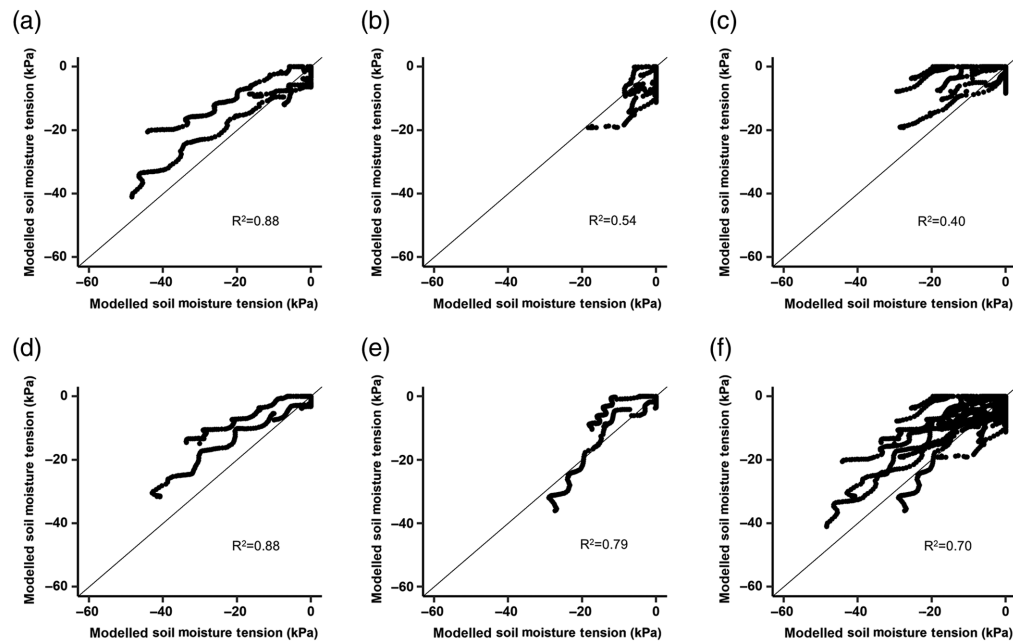 (a)
(b)
(c)
0
−20
−40
−60
Modelled soil moisture tension (kPa)
R²=0.88
−60 −40 −20 0
Modelled soil moisture tension (kPa)
0
−20
−40
−60
Modelled soil moisture tension (kPa)
R²=0.54
−60 −40 −20 0
Modelled soil moisture tension (kPa)
0
−20
−40
−60
Modelled soil moisture tension (kPa)
R²=0.40
−60 −40 −20 0
Modelled soil moisture tension (kPa)
(d)
(e)
(f)
0
−20
−40
−60
Modelled soil moisture tension (kPa)
R²=0.88
−60 −40 −20 0
Modelled soil moisture tension (kPa)
0
−20
−40
−60
Modelled soil moisture tension (kPa)
R²=0.79
−60 −40 −20 0
Modelled soil moisture tension (kPa)
0
−20
−40
−60
Modelled soil moisture tension (kPa)
R²=0.70
−60 −40 −20 0
Modelled soil moisture tension (kPa)